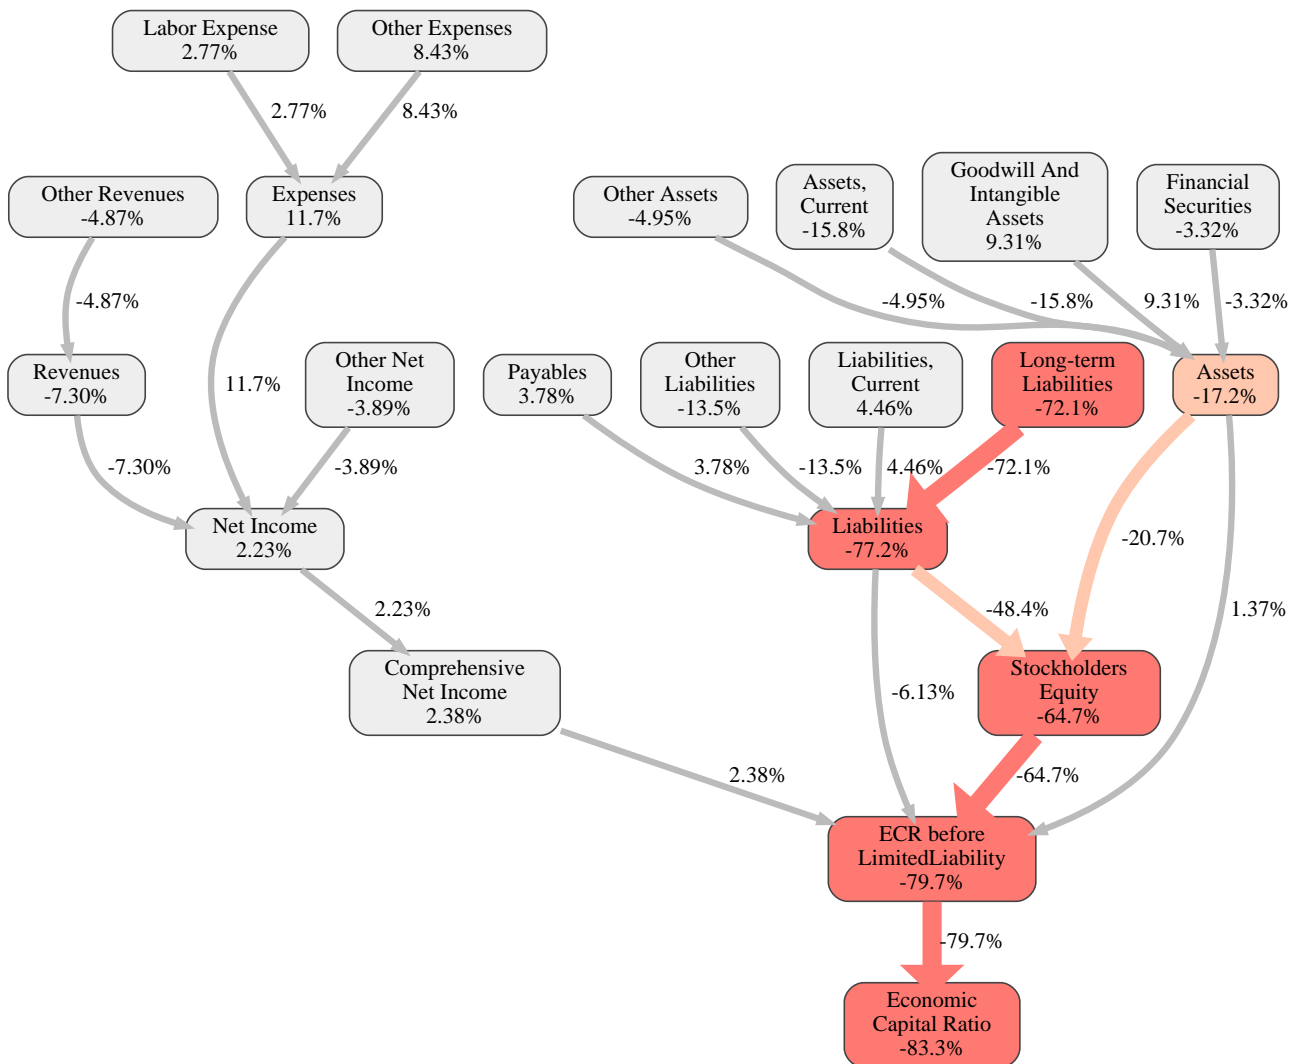 Labor Expense
2.77%
Other Expenses
8.43%
2.77%
8.43%
Other Revenues
-4.87%
Expenses
11.7%
Other Assets
-4.95%
Assets,
Current
-15.8%
Goodwill And
Intangible
Assets
9.31%
Financial
Securities
-3.32%
-4.87%
-4.95%
-15.8%
9.31%
-3.32%
Revenues
-7.30%
11.7%
Other Net
Income
-3.89%
Payables
3.78%
Other
Liabilities
-13.5%
Liabilities,
Current
4.46%
Long-term
Liabilities
-72.1%
Assets
-17.2%
-7.30%
-3.89%
3.78%
-13.5%
4.46%
-72.1%
Net Income
2.23%
Liabilities
-77.2%
-20.7%
2.23%
-48.4%
1.37%
Comprehensive
Net Income
2.38%
-6.13%
Stockholders
Equity
-64.7%
2.38%
-64.7%
ECR before
LimitedLiability
-79.7%
-79.7%
Economic
Capital Ratio
-83.3%